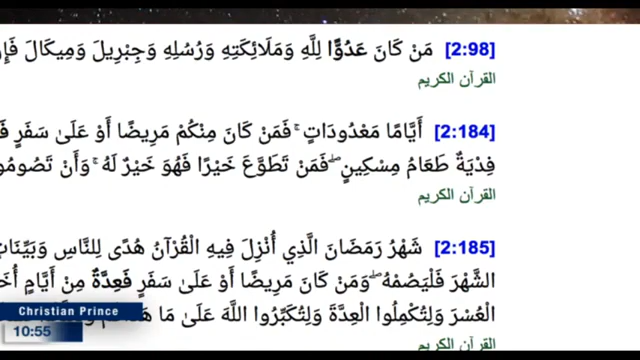 [2:98] مَنْ كَانَ عَدُوًّا لِلَّهِ وَمَلَائِكَتِهِ وَرُسُلِهِ وَجِبْرِيلَ وَمِيكَالَ
القرآن الكريم
[2:184] أَيَّامًا مَعْدُودَاتٍ ۚ فَمَنْ كَانَ مِنْكُمْ مَرِيضًا أَوْ عَلَىٰ سَفَرٍ
فِدْيَةٌ طَعَامُ مِسْكِينٍ ۖ فَمَنْ تَطَوَّعَ خَيْرًا فَهُوَ خَيْرٌ لَهُ ۚ وَأَنْ
القرآن الكريم
[2:185] شَهْرُ رَمَضَانَ الَّذِي أُنْزِلَ فِيهِ الْقُرْآنُ هُدًى لِلنَّاسِ
الشَّهْرَ فَلْيَصُمْهُ ۖ وَمَنْ كَانَ مَرِيضًا أَوْ عَلَىٰ سَفَرٍ فَعِدَّةٌ مِنْ أَيَّامٍ
الْعُسْرَ وَلِتُكْمِلُوا الْعِدَّةَ وَلِتُكَبِّرُوا اللَّهَ عَلَىٰ مَا
القرآن الكريم
Christian Prince
10:55